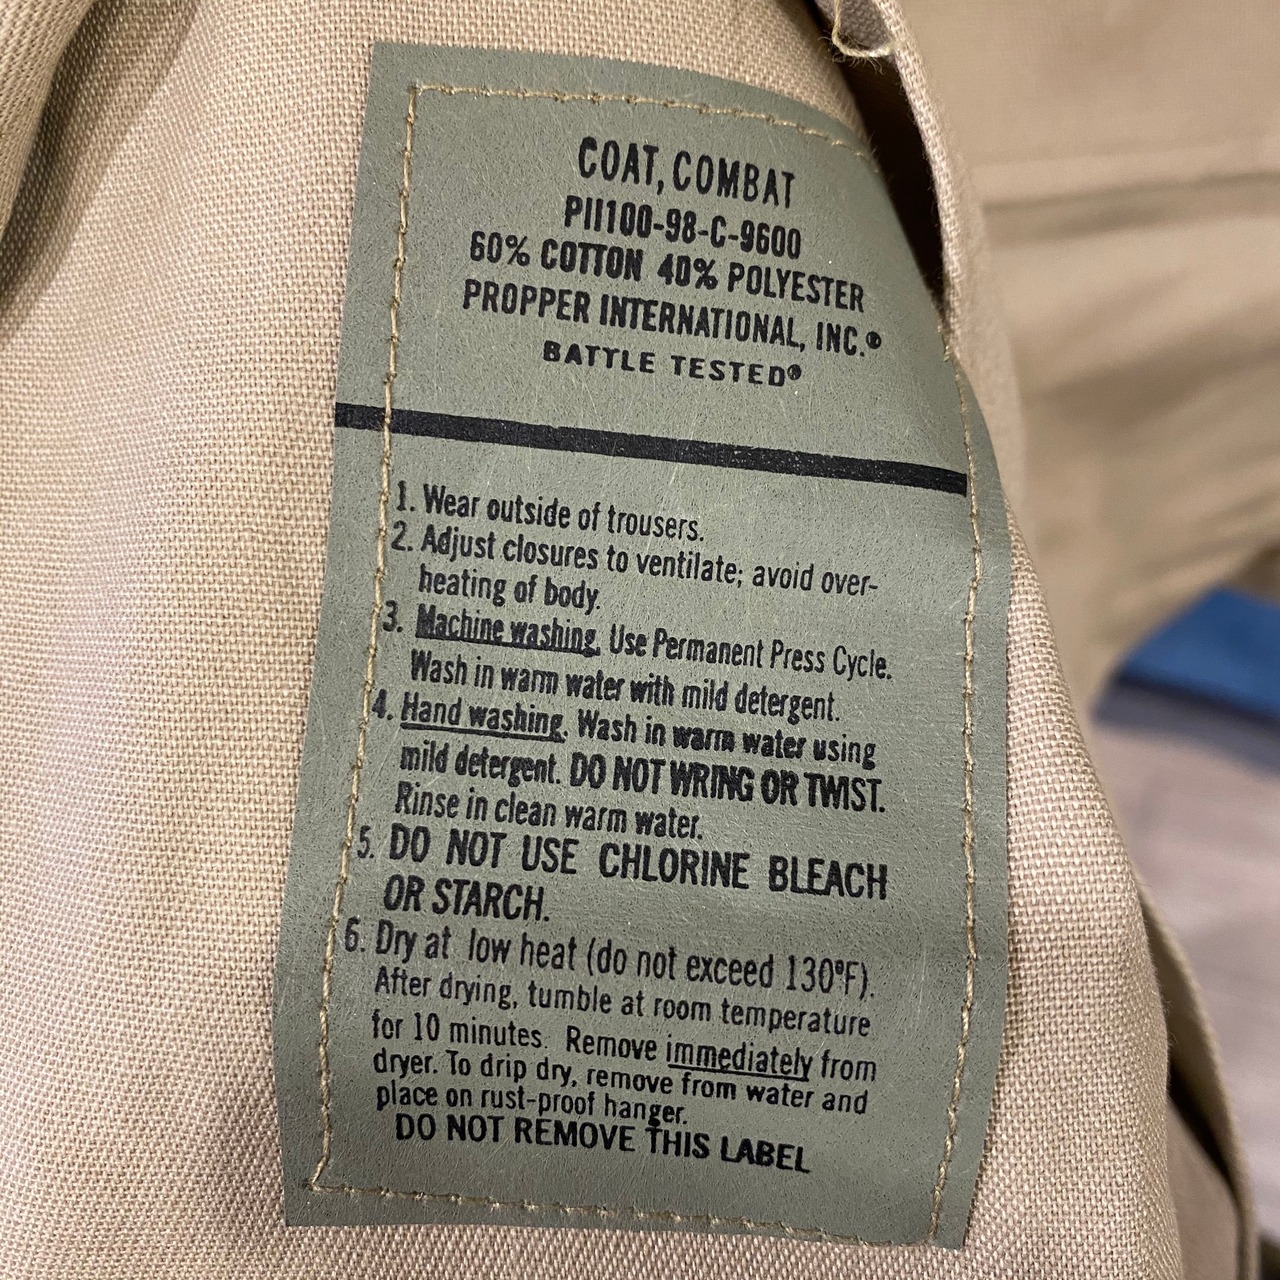 COAT, COMBAT
PII100-98-C-9600
60% COTTON 40% POLYESTER
PROPPER INTERNATIONAL, INC.®
BATTLE TESTED®
1. Wear outside of trousers.
2. Adjust closures to ventilate; avoid over-
heating of body.
3. Machine washing. Use Permanent Press Cycle.
Wash in warm water with mild detergent.
4. Hand washing. Wash in warm water using
mild detergent. DO NOT WRING OR TWIST.
Rinse in clean warm water.
5. DO NOT USE CHLORINE BLEACH
OR STARCH.
6. Dry at low heat (do not exceed 130°F).
After drying, tumble at room temperature
for 10 minutes. Remove immediately from
dryer. To drip dry, remove from water and
place on rust-proof hanger.
DO NOT REMOVE THIS LABEL